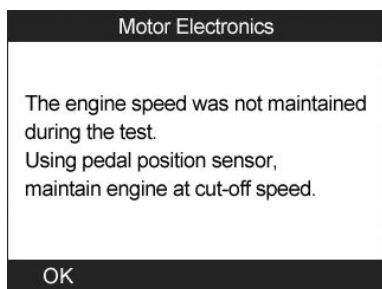 Motor Electronics
The engine speed was not maintained
during the test.
Using pedal position sensor,
maintain engine at cut-off speed.
OK